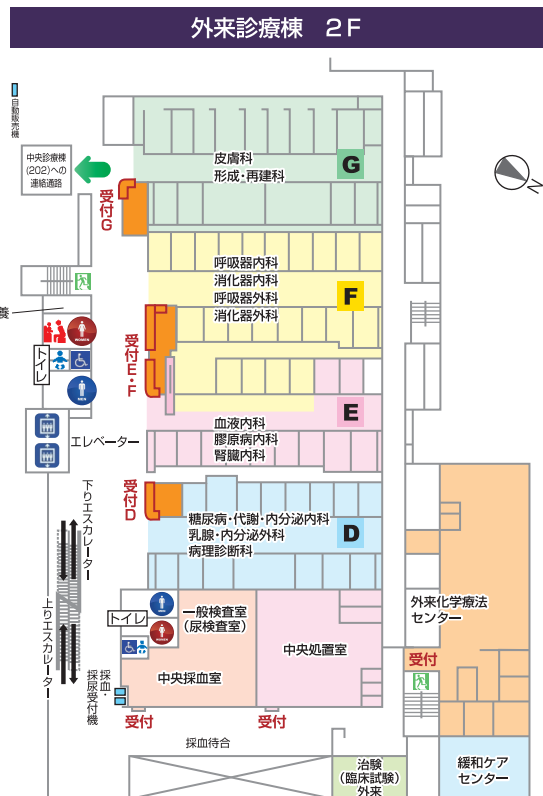 外来診療棟 2F
自動販売機
中央診療棟
(202)への
連絡通路
受付G
皮膚科
形成・再建科
G
N
呼吸器内科
消化器内科
呼吸器外科
消化器外科
F
養
WOMEN
トイレ
MEN
受付E・F
E
血液内科
膠原病内科
腎臓内科
エレベーター
受付D
糖尿病・代謝・内分泌内科
乳腺・内分泌外科
病理診断科
D
下りエスカレーター
上りエスカレーター
トイレ
一般検査室
(尿検査室)
中央処置室
中央採血室
採血・
採尿受付機
受付
受付
採血待合
外来化学療法
センター
受付
治験
(臨床試験)
外来
緩和ケア
センター